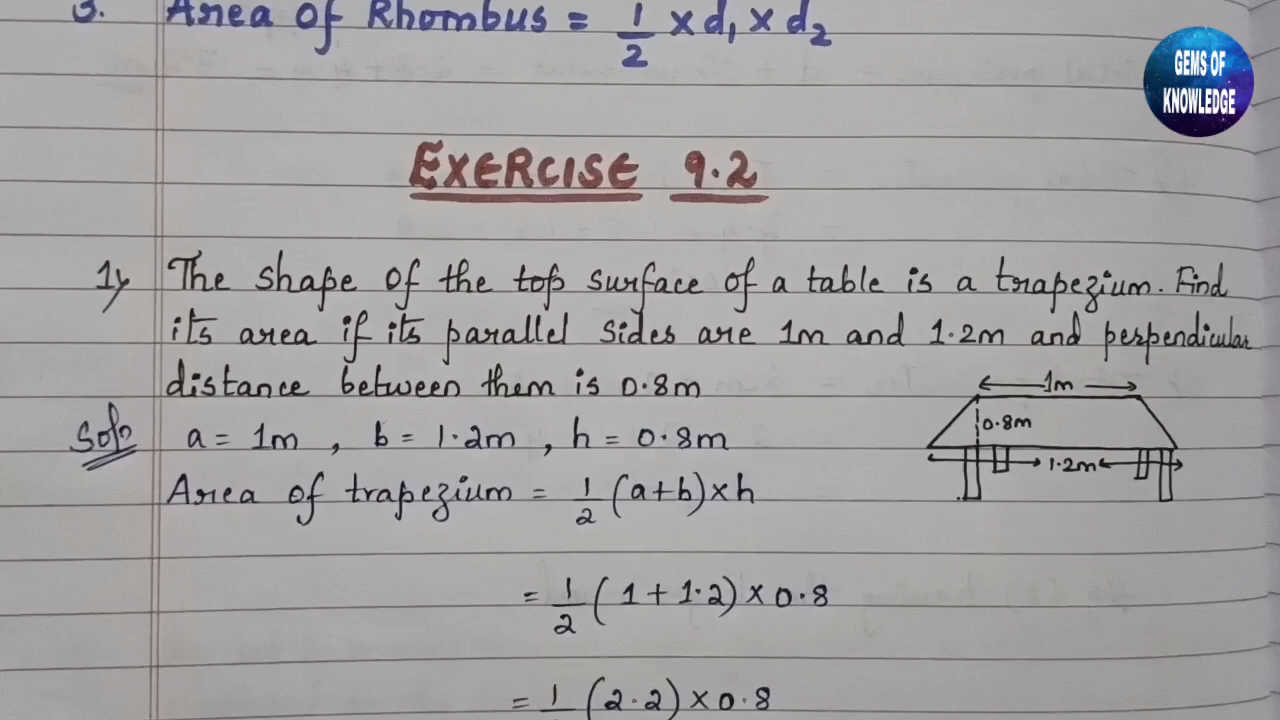 3. Area of Rhombus = 1/2 x d1 x d2
GEMS OF
KNOWLEDGE
EXERCISE 9.2
1) The shape of the top surface of a table is a trapezium. Find
its area if its parallel sides are 1m and 1.2m and perpendicular
distance between them is 0.8m
1m
0.8m
1.2m
Sol: a = 1m , b = 1.2m , h = 0.8m
Area of trapezium = 1/2 (a+b)×h
= 1/2 (1 + 1.2) × 0.8
= 1/2 (2.2) × 0.8